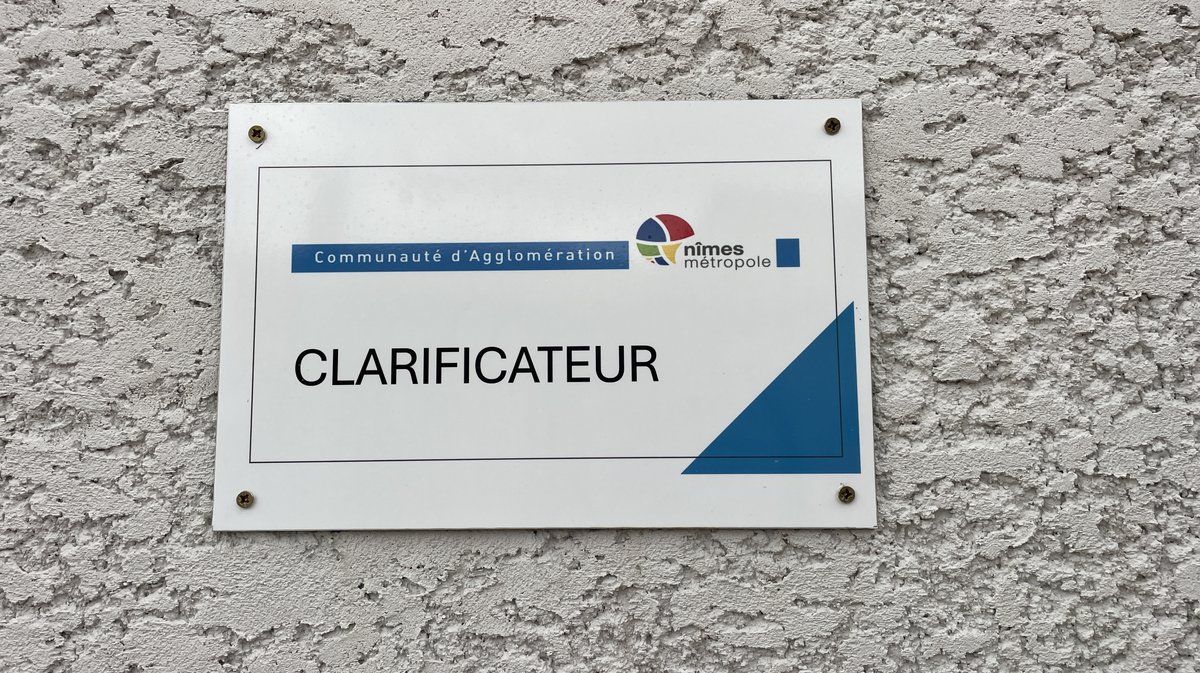 Communauté d'Agglomération
nîmes
métropole
CLARIFICATEUR